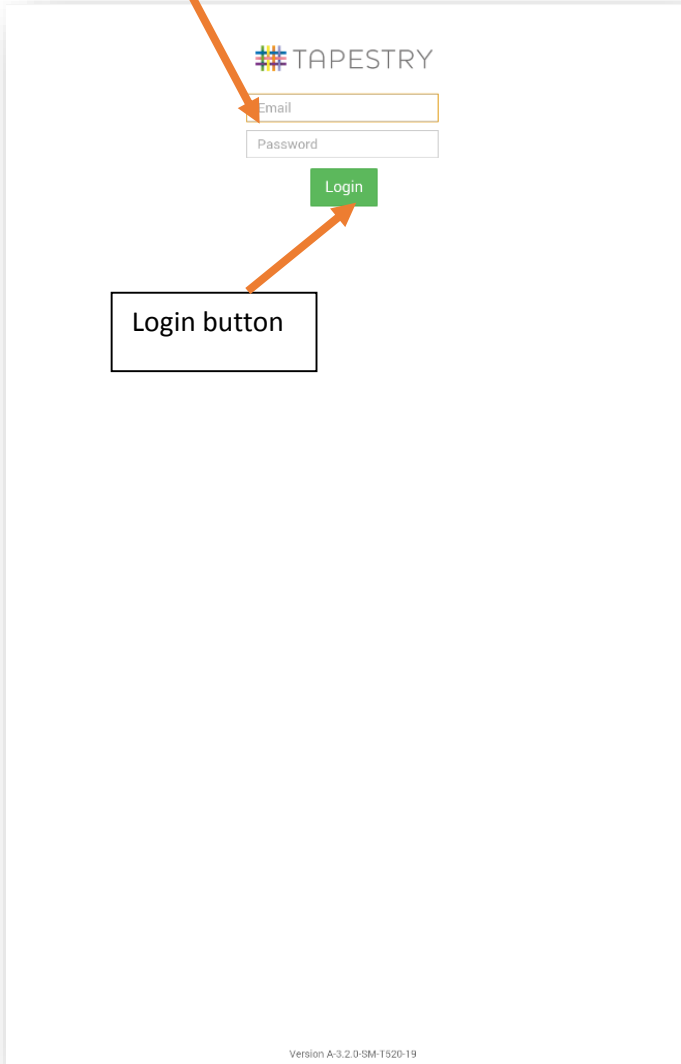 TAPESTRY
Email
Password
Login
Login button
Version A-3.2.0-SM-T520-19